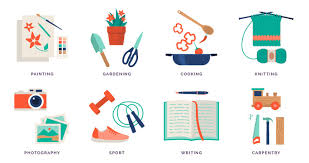 PAINTING
GARDENING
COOKING
KNITTING
PHOTOGRAPHY
SPORT
WRITING
CARPENTRY